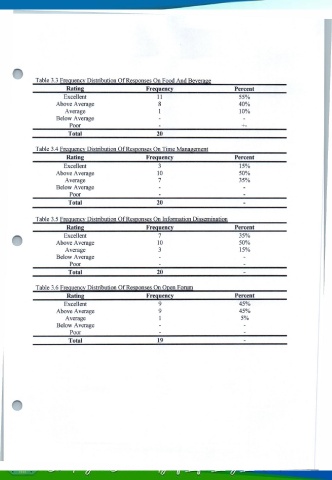 Table 3.3 Frequency Distribution Of Responses On Food And Beverage
Rating Frequency Percent
Excellent 11 55%
Above Average 8 40%
Average 1 10%
Below Average - -
Poor - --
Total 20
Table 3.4 Frequency Distribution Of Responses On Time Management
Rating Frequency Percent
Excellent 3 15%
Above Average 10 50%
Average 7 35%
Below Average - -
Poor - -
Total 20 -
Table 3.5 Frequency Distribution Of Responses On Information Dissemination
Rating Frequency Percent
Excellent 7 35%
Above Average 10 50%
Average 3 15%
Below Average - -
Poor - -
Total 20 -
Table 3.6 Frequency Distribution Of Responses On Open Forum
Rating Frequency Percent
Excellent 9 45%
Above Average 9 45%
Average 1 5%
Below Average - -
Poor - -
Total 19 -